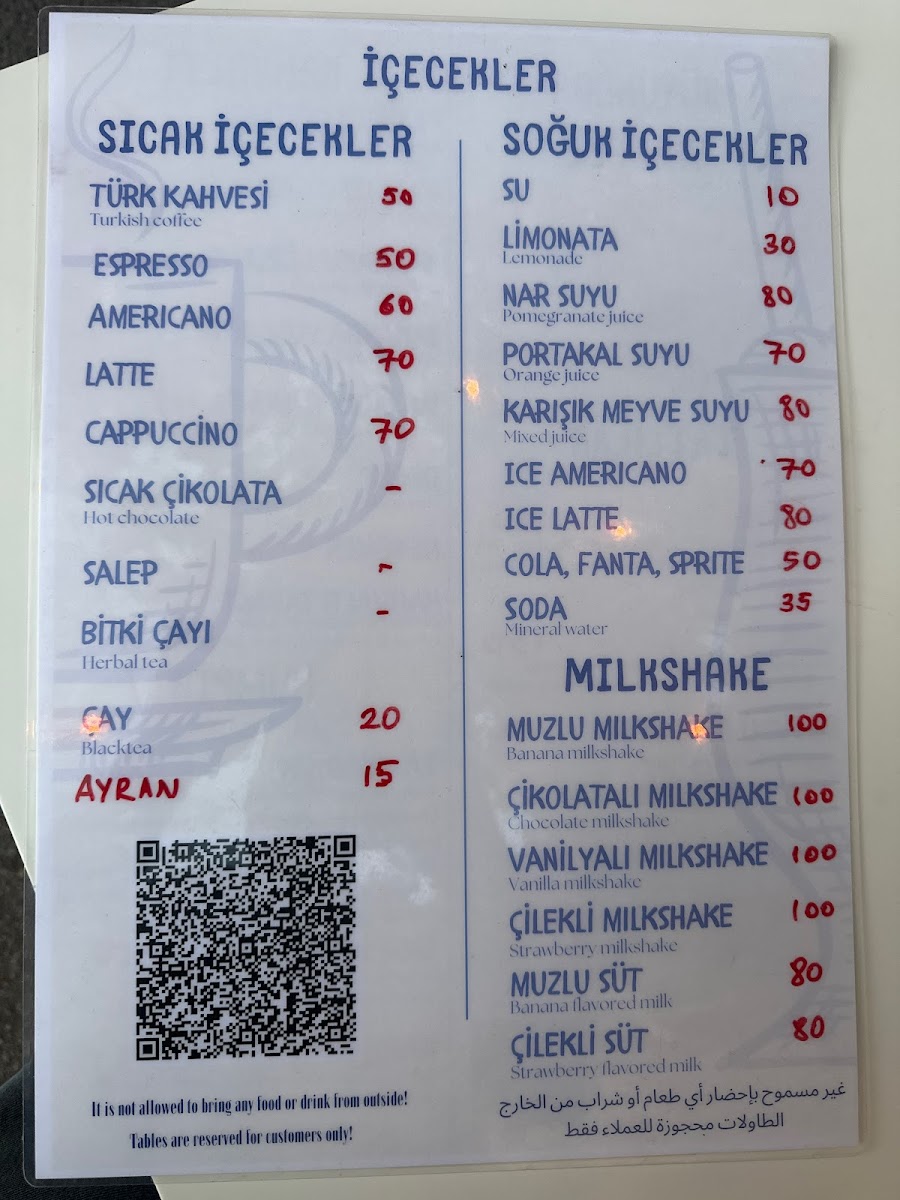 İÇECEKLER
SICAK İÇECEKLER
TÜRK KAHVESİ 50
Turkish coffee
ESPRESSO 50
AMERICANO 60
LATTE 70
CAPPUCCİNO 70
SICAK ÇİKOLATA -
Hot chocolate
SALEP -
BİTKİ ÇAYI -
Herbal tea
ÇAY 20
Blacktea
AYRAN 15
It is not allowed to bring any food or drink from outside!
Tables are reserved for customers only!
SOĞUK İÇECEKLER
SU 10
LİMONATA 30
Lemonade
NAR SUYU 80
Pomegranate juice
PORTAKAL SUYU 70
Orange juice
KARIŞIK MEYVE SUYU 80
Mixed juice
ICE AMERICANO 70
ICE LATTE 80
COLA, FANTA, SPRITE 50
SODA 35
Mineral water
MILKSHAKE
MUZLU MILKSHAKE 100
Banana milkshake
ÇİKOLATALI MILKSHAKE 100
Chocolate milkshake
VANİLYALI MILKSHAKE 100
Vanilla milkshake
ÇİLEKLİ MILKSHAKE 100
Strawberry milkshake
MUZLU SÜT 80
Banana flavored milk
ÇİLEKLİ SÜT 80
Strawberry flavored milk
غير مسموح بإحضار أي طعام أو شراب من الخارج
الطاولات محجوزة للعملاء فقط